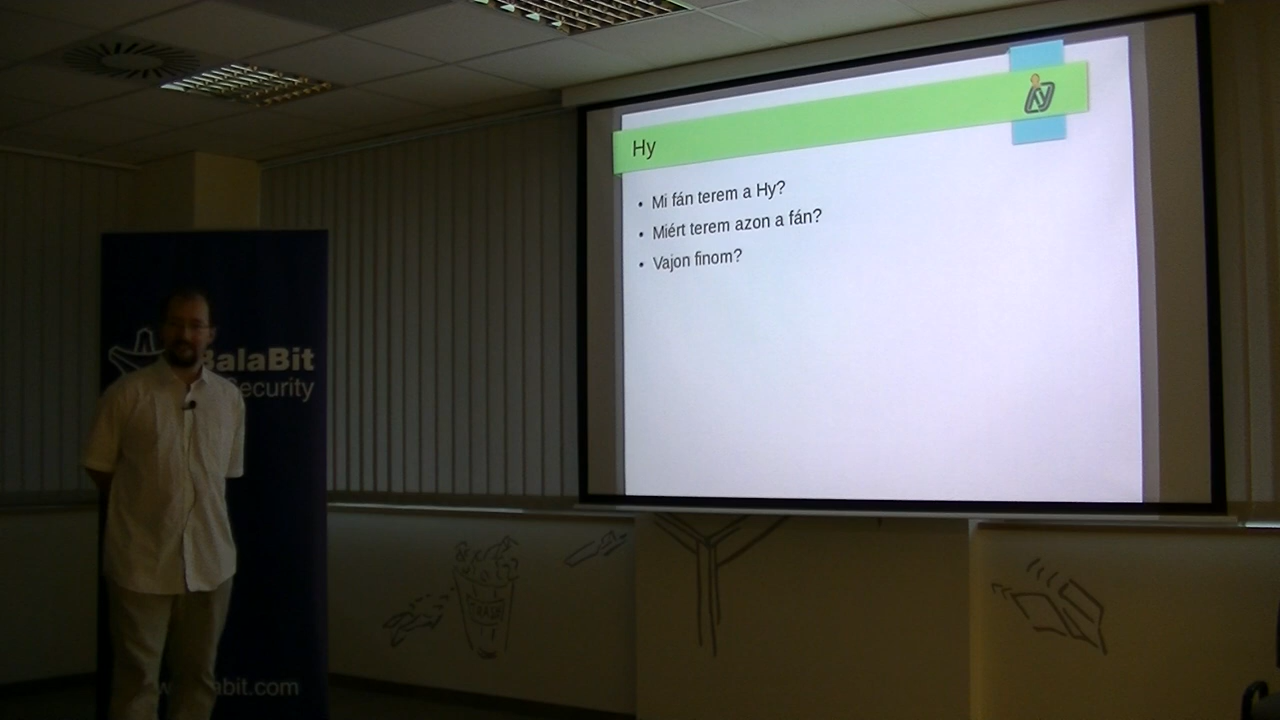 Hy
Mi fán terem a Hy?
Miért terem azon a fán?
Vajon finom?
BalaBit
Security
abit.com